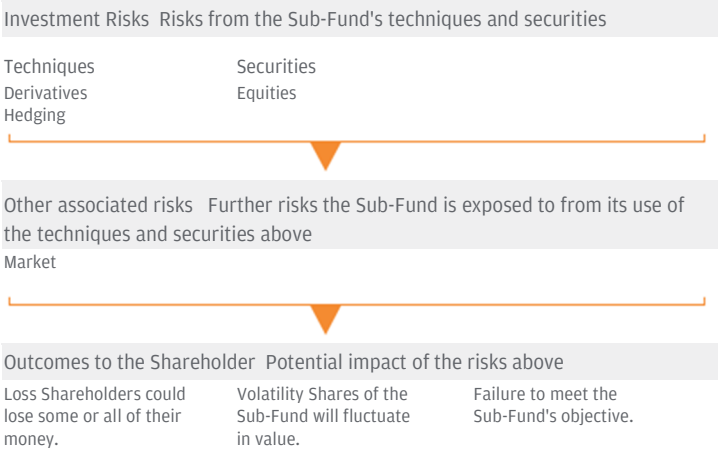 Investment Risks Risks from the Sub-Fund's techniques and securities
Techniques
Derivatives
Hedging
Securities
Equities
Other associated risks Further risks the Sub-Fund is exposed to from its use of
the techniques and securities above
Market
Outcomes to the Shareholder Potential impact of the risks above
Loss Shareholders could
lose some or all of their
money.
Volatility Shares of the
Sub-Fund will fluctuate
in value.
Failure to meet the
Sub-Fund's objective.